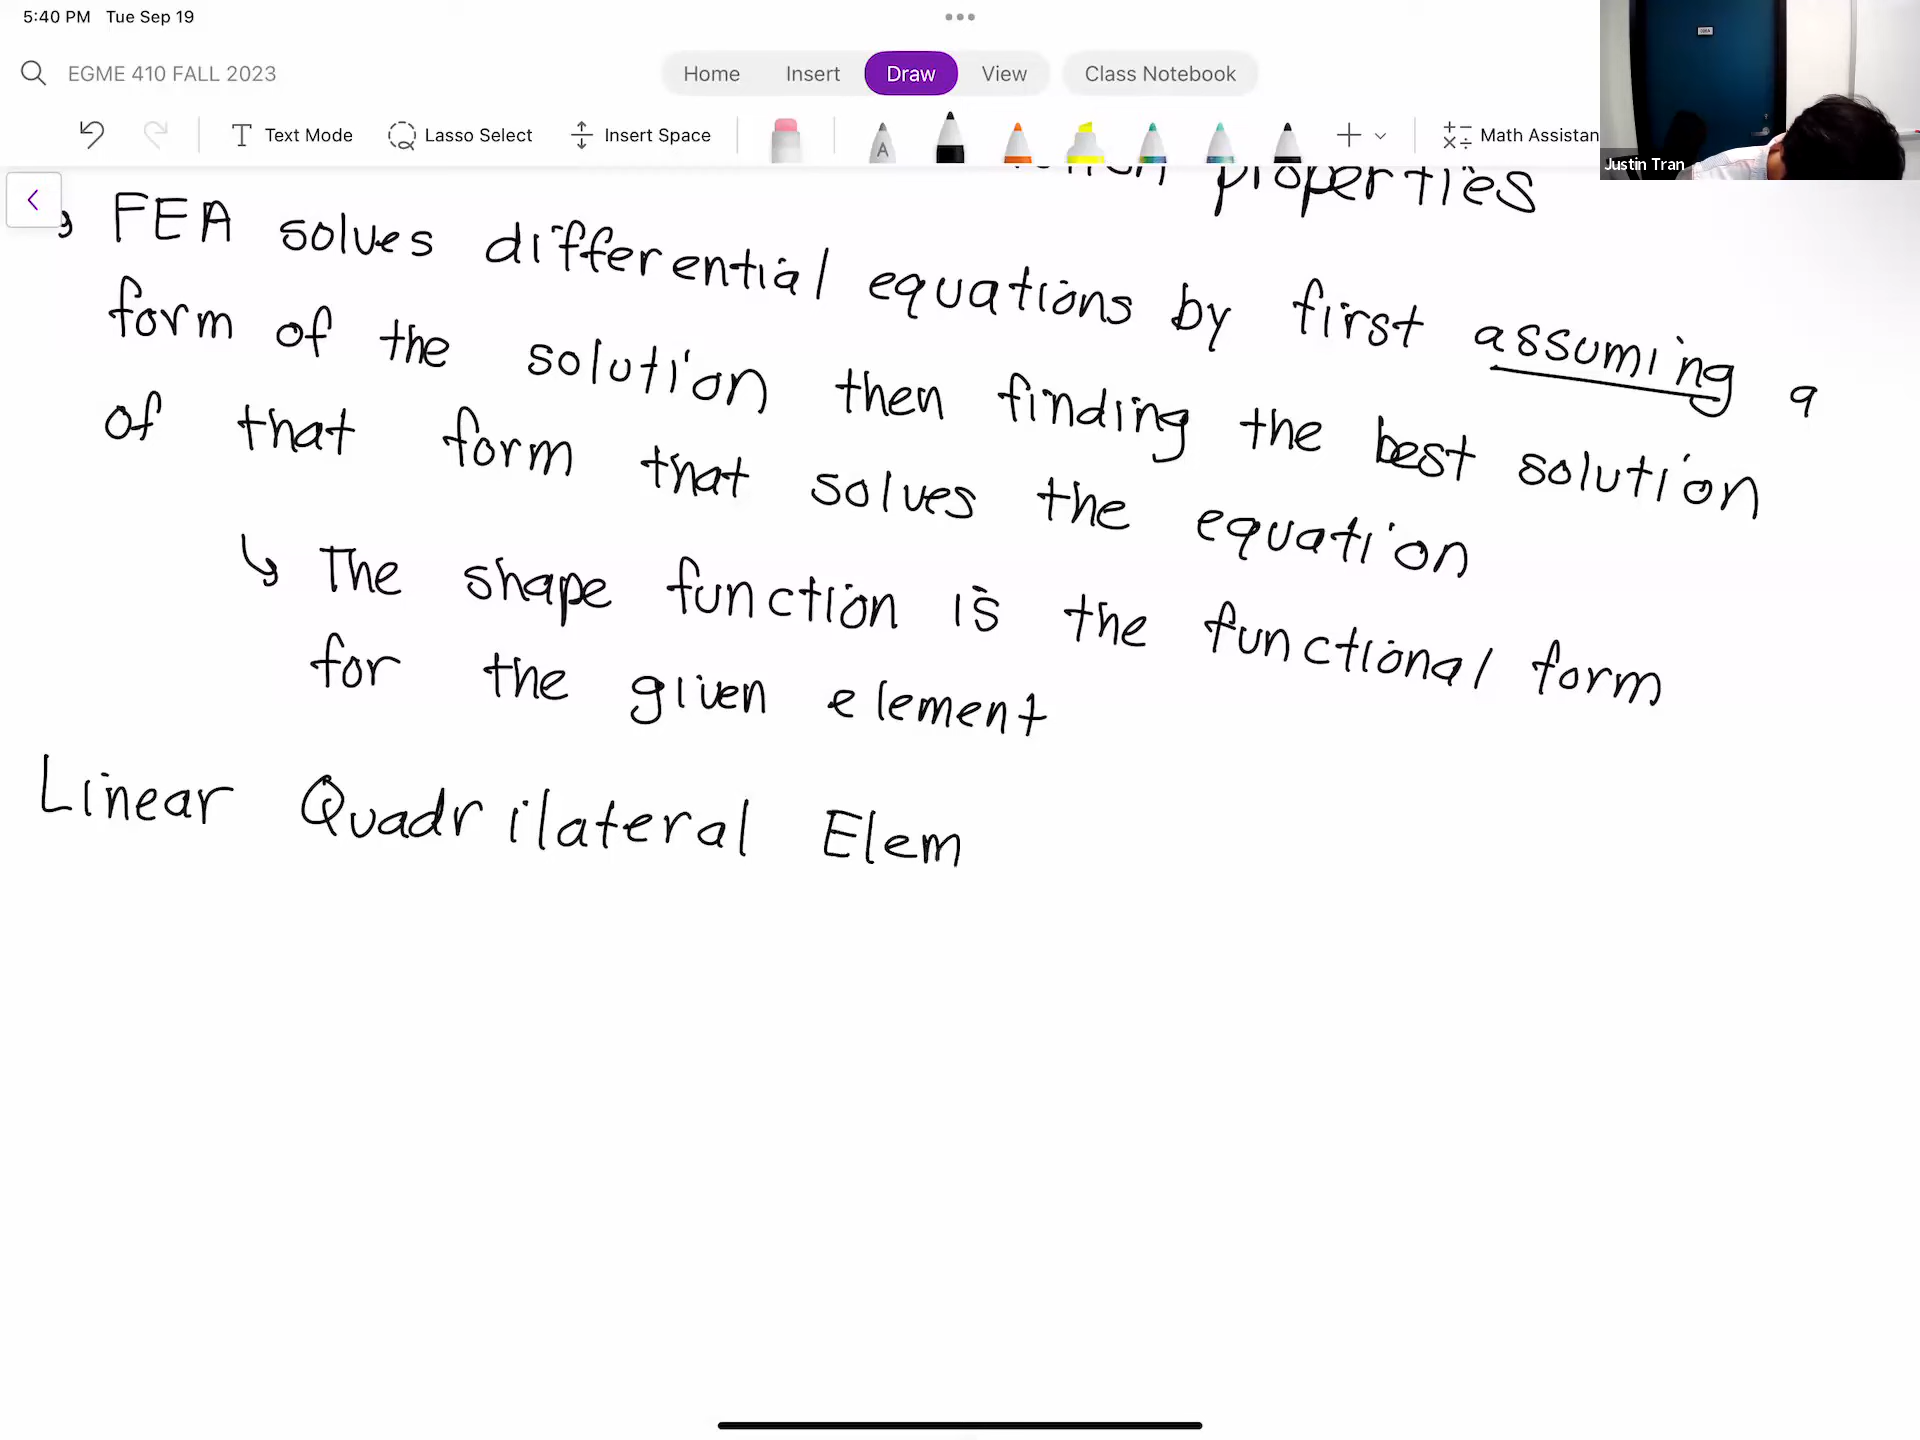 5:40 PM Tue Sep 19
EGME 410 FALL 2023
Home Insert Draw View Class Notebook
Text Mode Lasso Select Insert Space A Math Assistan
Justin Tran
properties
FEA solves differential equations by first assuming a
form of the solution then finding the best solution
of that form that solves the equation
The shape function is the functional form
for the given element
Linear Quadrilateral Elem